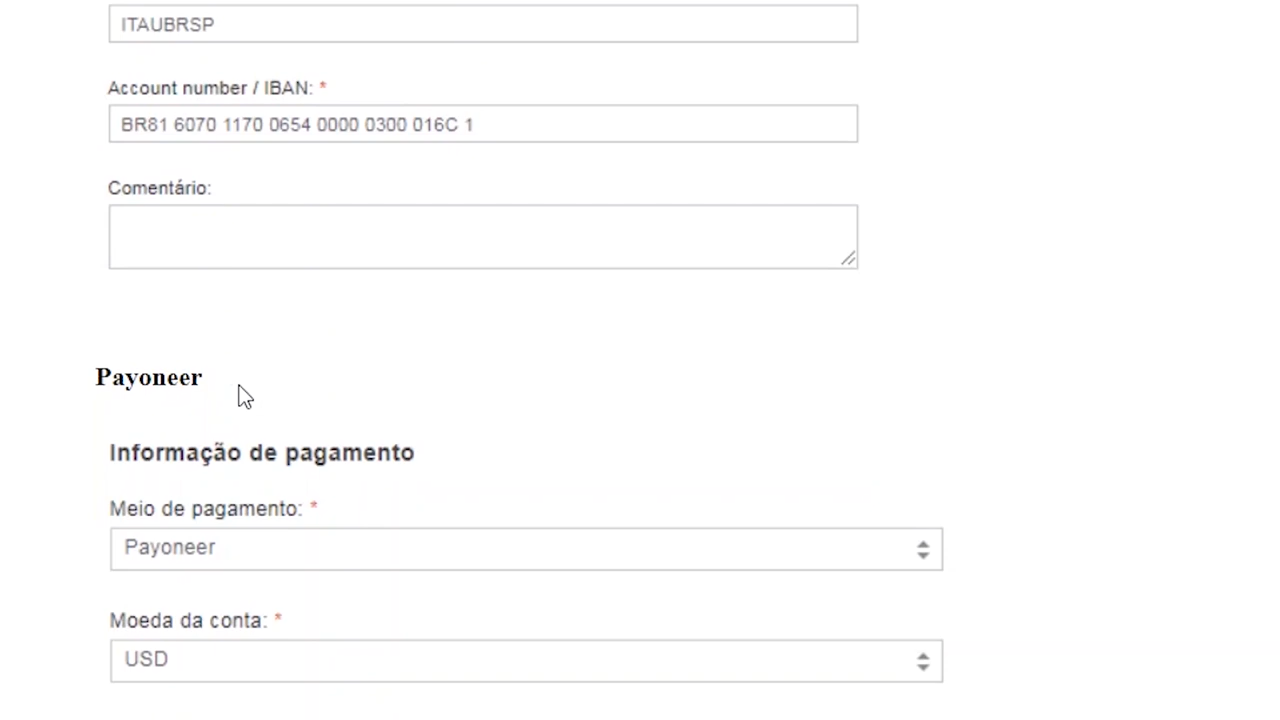 ITAUBRSP
Account number / IBAN: *
BR81 6070 1170 0654 0000 0300 016C 1
Comentário:
Payoneer
Informação de pagamento
Meio de pagamento: *
Payoneer
Moeda da conta: *
USD